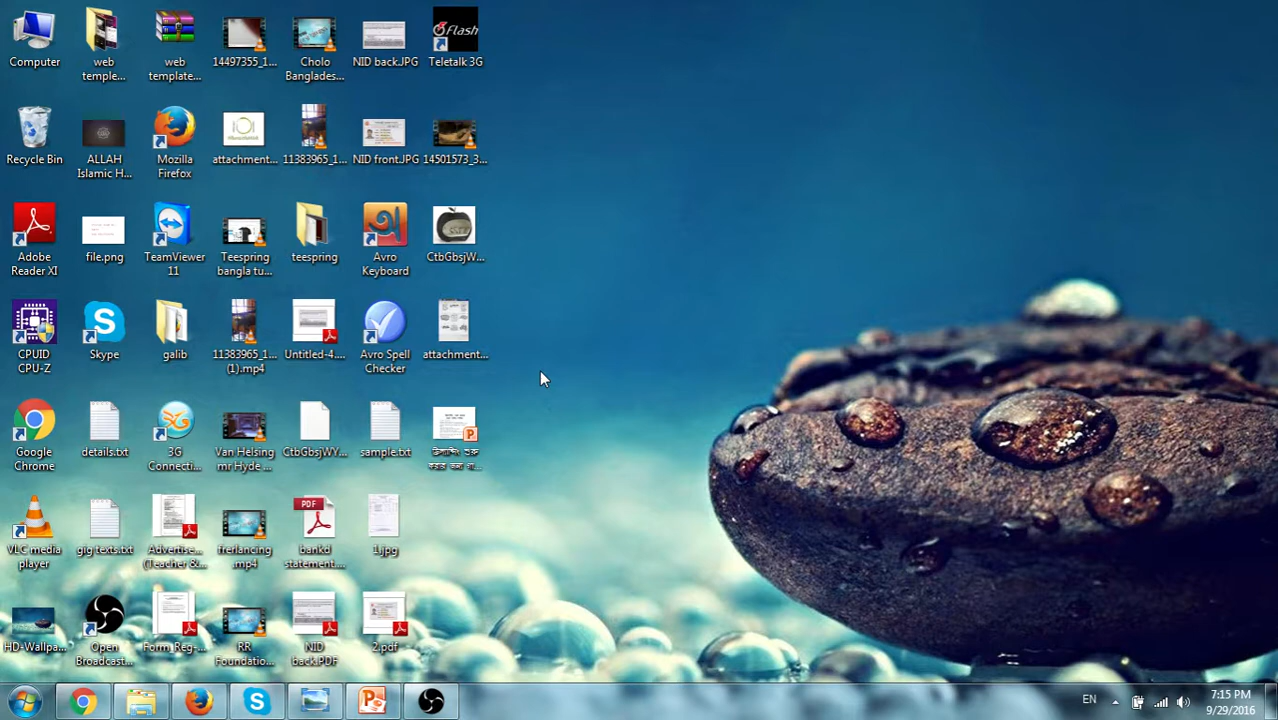 Computer
web temple...
web template...
14497355_1...
Cholo Banglades...
NID back.JPG
Flash
Teletalk 3G
Recycle Bin
ALLAH Islamic H...
Mozilla Firefox
attachment...
11383965_1...
NID front.JPG
14501573_3...
Adobe Reader XI
file.png
TeamViewer 11
Teespring bangla tu...
teespring
Avro Keyboard
CtbGbsjW...
CPUID CPU-Z
Skype
galib
11383965_1... (1).mp4
Untitled-4....
Avro Spell Checker
attachment...
Google Chrome
details.txt
3G Connecti...
Van Helsing mr Hyde ...
CtbGbsjWY...
sample.txt
VLC media player
gig texts.txt
Advertise... (Teacher &...
PDF
bankd statement....
1.jpg
HD-Wallpa...
Open Broadcast...
Form_Reg-...
RR Foundatio...
NID back.PDF
2.pdf
EN
7:15 PM
9/29/2016